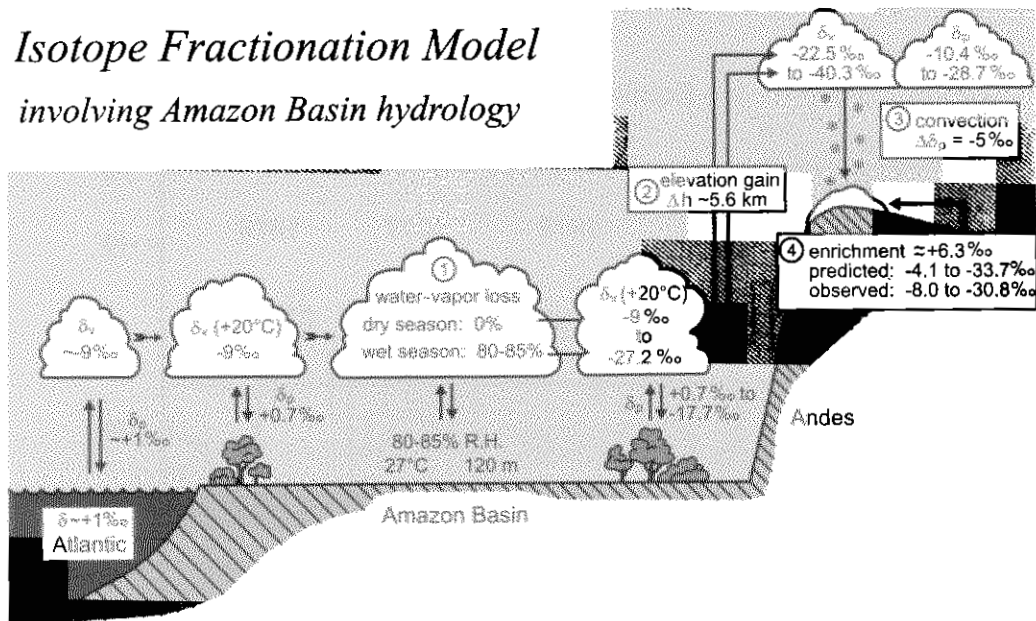 Isotope Fractionation Model
involving Amazon Basin hydrology
δv
-22.5‰
to -40.3‰
δp
-10.4‰
to -28.7‰
③ convection
Δδp = -5‰
② elevation gain
Δh ~5.6 km
④ enrichment ≈+6.3‰
predicted: -4.1 to -33.7‰
observed: -8.0 to -30.8‰
δv
~-9‰
δv (+20°C)
-9‰
①
water-vapor loss
dry season: 0%
wet season: 80-85%
δv (+20°C)
-9‰
to
-27.2‰
δp
~+1‰
δp
+0.7‰
80-85% R.H.
27°C 120 m
δp
+0.7‰ to
-17.7‰
Andes
Amazon Basin
δ~+1‰
Atlantic